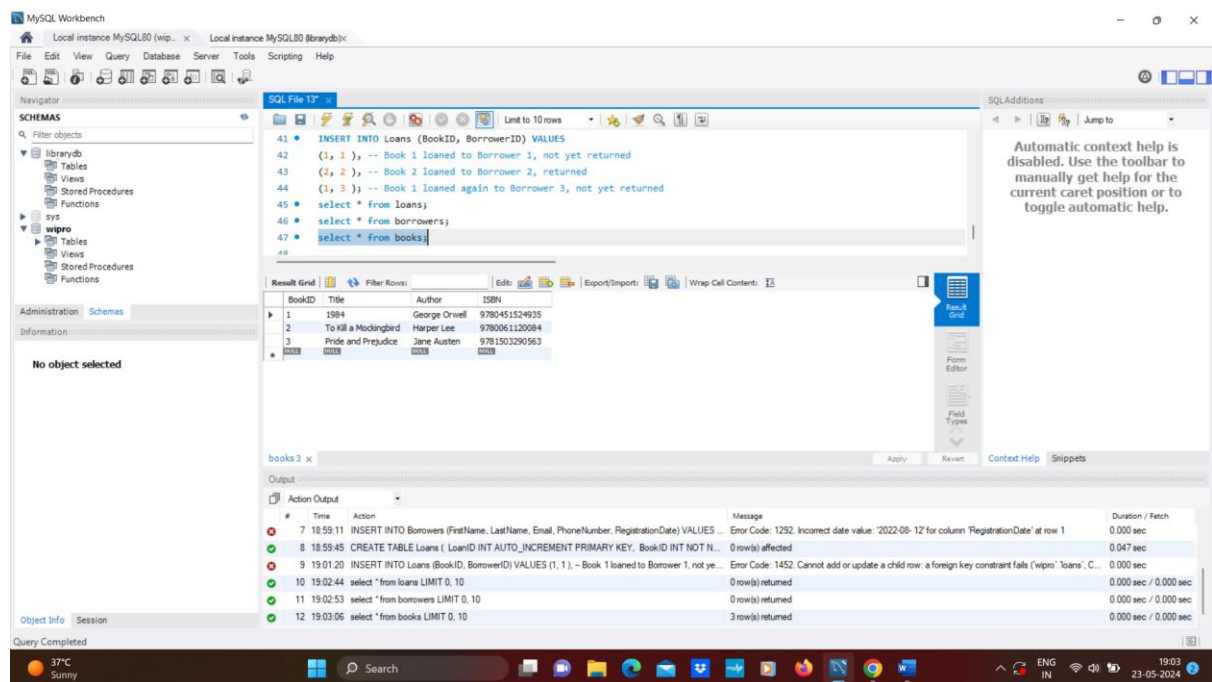 MySQL Workbench
Local instance MySQL80 (wip...
Local instance MySQL80 (librarydb)
File Edit View Query Database Server Tools Scripting Help
Navigator
SCHEMAS
Filter objects
librarydb
Tables
Views
Stored Procedures
Functions
sys
wipro
Tables
Views
Stored Procedures
Functions
Administration Schemas
Information
No object selected
Object Info Session
Query Completed
SQL File 13*
Limit to 10 rows
41 INSERT INTO Loans (BookID, BorrowerID) VALUES
42 (1, 1 ), -- Book 1 loaned to Borrower 1, not yet returned
43 (2, 2 ), -- Book 2 loaned to Borrower 2, returned
44 (1, 3 ); -- Book 1 loaned again to Borrower 3, not yet returned
45 select * from loans;
46 select * from borrowers;
47 select * from books;
48
Result Grid Filter Rows: Edit: Export/Import: Wrap Cell Content:
BookID Title Author ISBN
1 1984 George Orwell 9780451524935
2 To Kill a Mockingbird Harper Lee 9780061120084
3 Pride and Prejudice Jane Austen 9781503290563
NULL NULL NULL NULL
Result Grid
Form Editor
Field Types
books 3
Apply Revert
SQLAdditions
Jump to
Automatic context help is
disabled. Use the toolbar to
manually get help for the
current caret position or to
toggle automatic help.
Context Help Snippets
Output
Action Output
# Time Action Message Duration / Fetch
7 18:59:11 INSERT INTO Borrowers (FirstName, LastName, Email, PhoneNumber, RegistrationDate) VALUES ... Error Code: 1292. Incorrect date value: '2022-08- 12' for column 'RegistrationDate' at row 1 0.000 sec
8 18:59:45 CREATE TABLE Loans ( LoanID INT AUTO_INCREMENT PRIMARY KEY, BookID INT NOT N... 0 row(s) affected 0.047 sec
9 19:01:20 INSERT INTO Loans (BookID, BorrowerID) VALUES (1, 1 ), -- Book 1 loaned to Borrower 1, not ye... Error Code: 1452. Cannot add or update a child row: a foreign key constraint fails (`wipro`.`loans`, C... 0.000 sec
10 19:02:44 select * from loans LIMIT 0, 10 0 row(s) returned 0.000 sec / 0.000 sec
11 19:02:53 select * from borrowers LIMIT 0, 10 0 row(s) returned 0.000 sec / 0.000 sec
12 19:03:06 select * from books LIMIT 0, 10 3 row(s) returned 0.000 sec / 0.000 sec
37°C
Sunny
Search
ENG
IN
19:03
23-05-2024
2